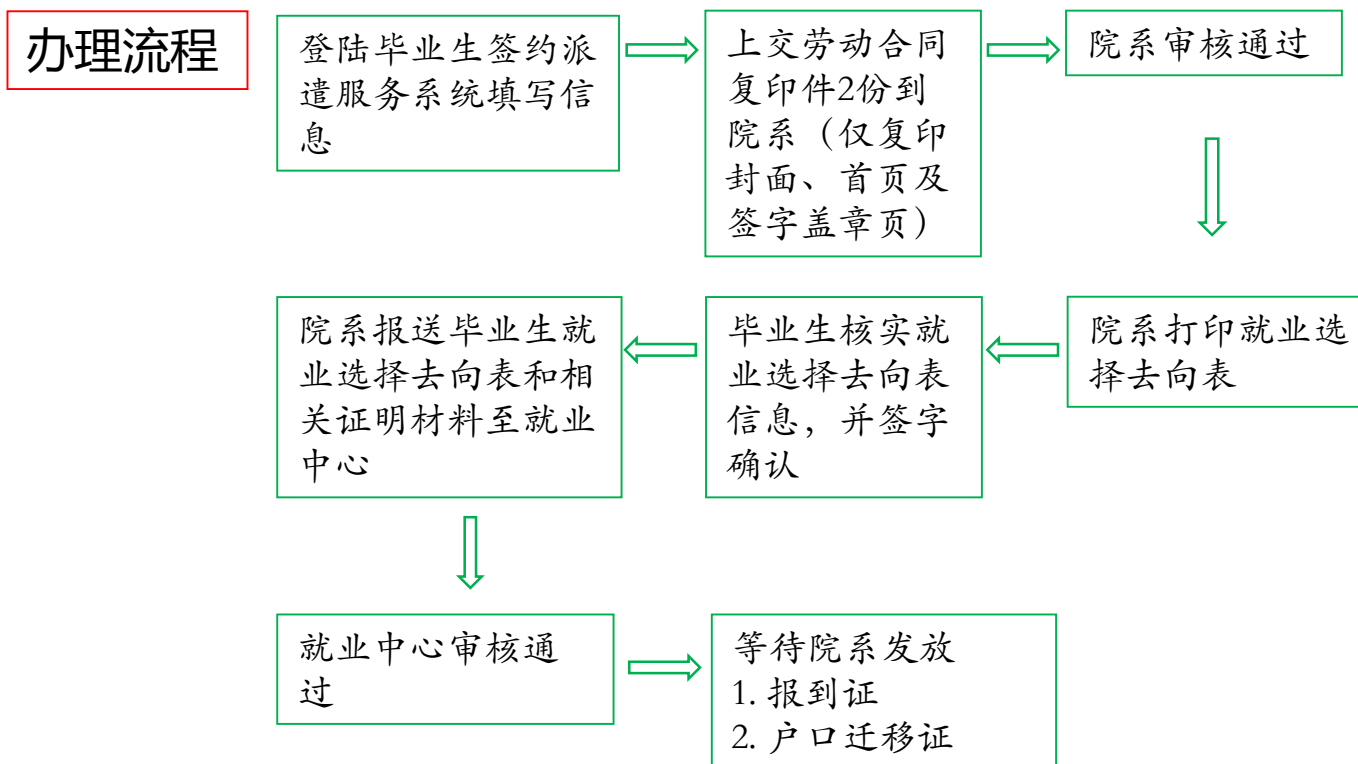 办理流程
登陆毕业生签约派
遣服务系统填写信
息
上交劳动合同
复印件2份到
院系（仅复印
封面、首页及
签字盖章页）
院系审核通过
院系打印就业选
择去向表
毕业生核实就
业选择去向表
信息，并签字
确认
院系报送毕业生就
业选择去向表和相
关证明材料至就业
中心
就业中心审核通
过
等待院系发放
1. 报到证
2. 户口迁移证